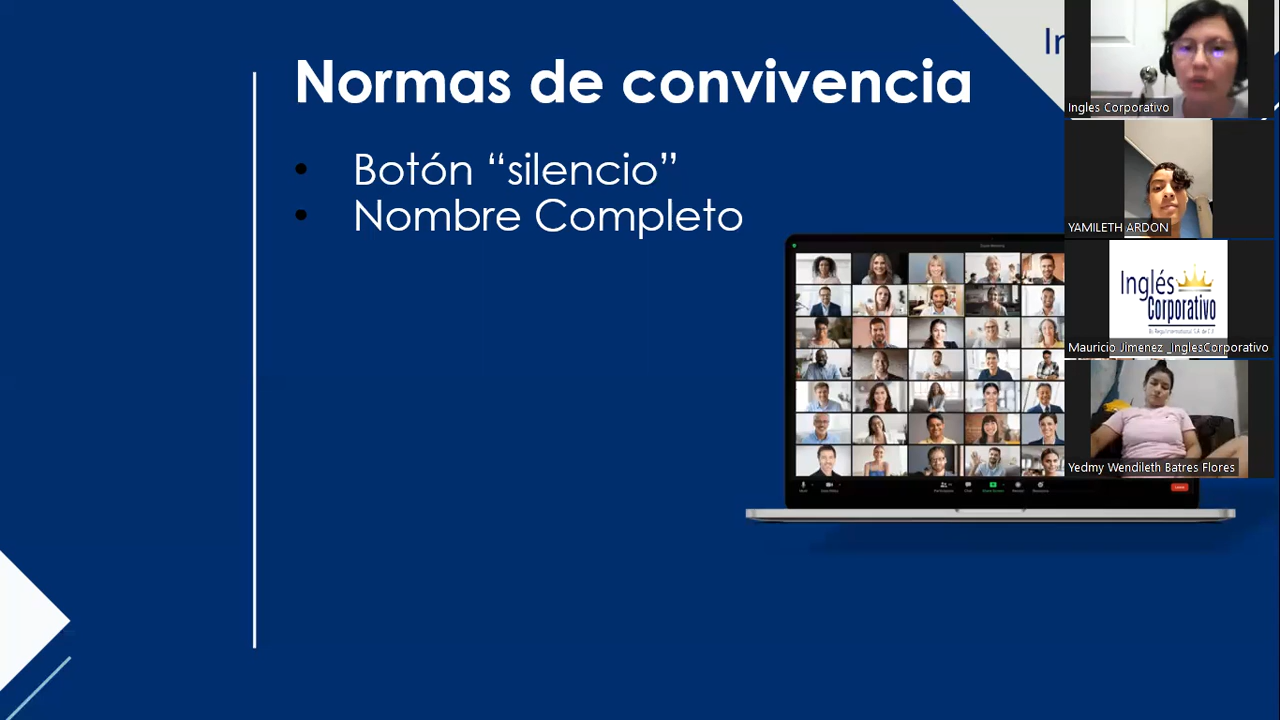 Normas de convivencia
• Botón “silencio”
• Nombre Completo
Ingles Corporativo
YAMILETH ARDON
Inglés
Corporativo
Mauricio Jimenez _InglesCorporativo
Yedmy Wendileth Batres Flores